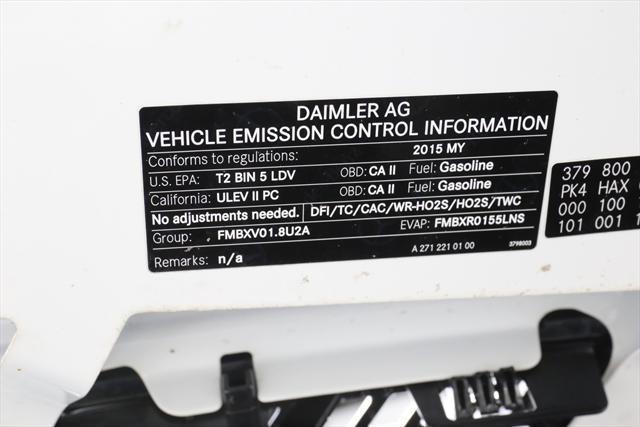 DAIMLER AG
VEHICLE EMISSION CONTROL INFORMATION
Conforms to regulations: 2015 MY
U.S. EPA: T2 BIN 5 LDV OBD: CA II Fuel: Gasoline
California: ULEV II PC OBD: CA II Fuel: Gasoline
No adjustments needed. DFI/TC/CAC/WR-HO2S/HO2S/TWC
Group: FMBXV01.8U2A EVAP: FMBXR0155LNS
Remarks: n/a A 271 221 01 00 3798003
379 800
PK4 HAX
000 100
101 001